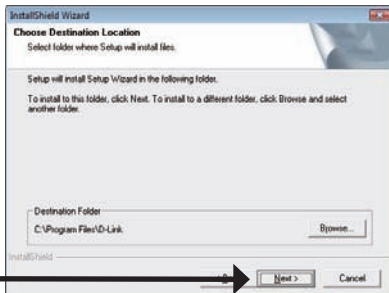 InstallShield Wizard
Choose Destination Location
Select folder where Setup will install files.
Setup will install Setup Wizard in the following folder.
To install to this folder, click Next. To install to a different folder, click Browse and select
another folder.
Destination Folder
C:\Program Files\D-Link
Browse...
InstallShield
Next >
Cancel